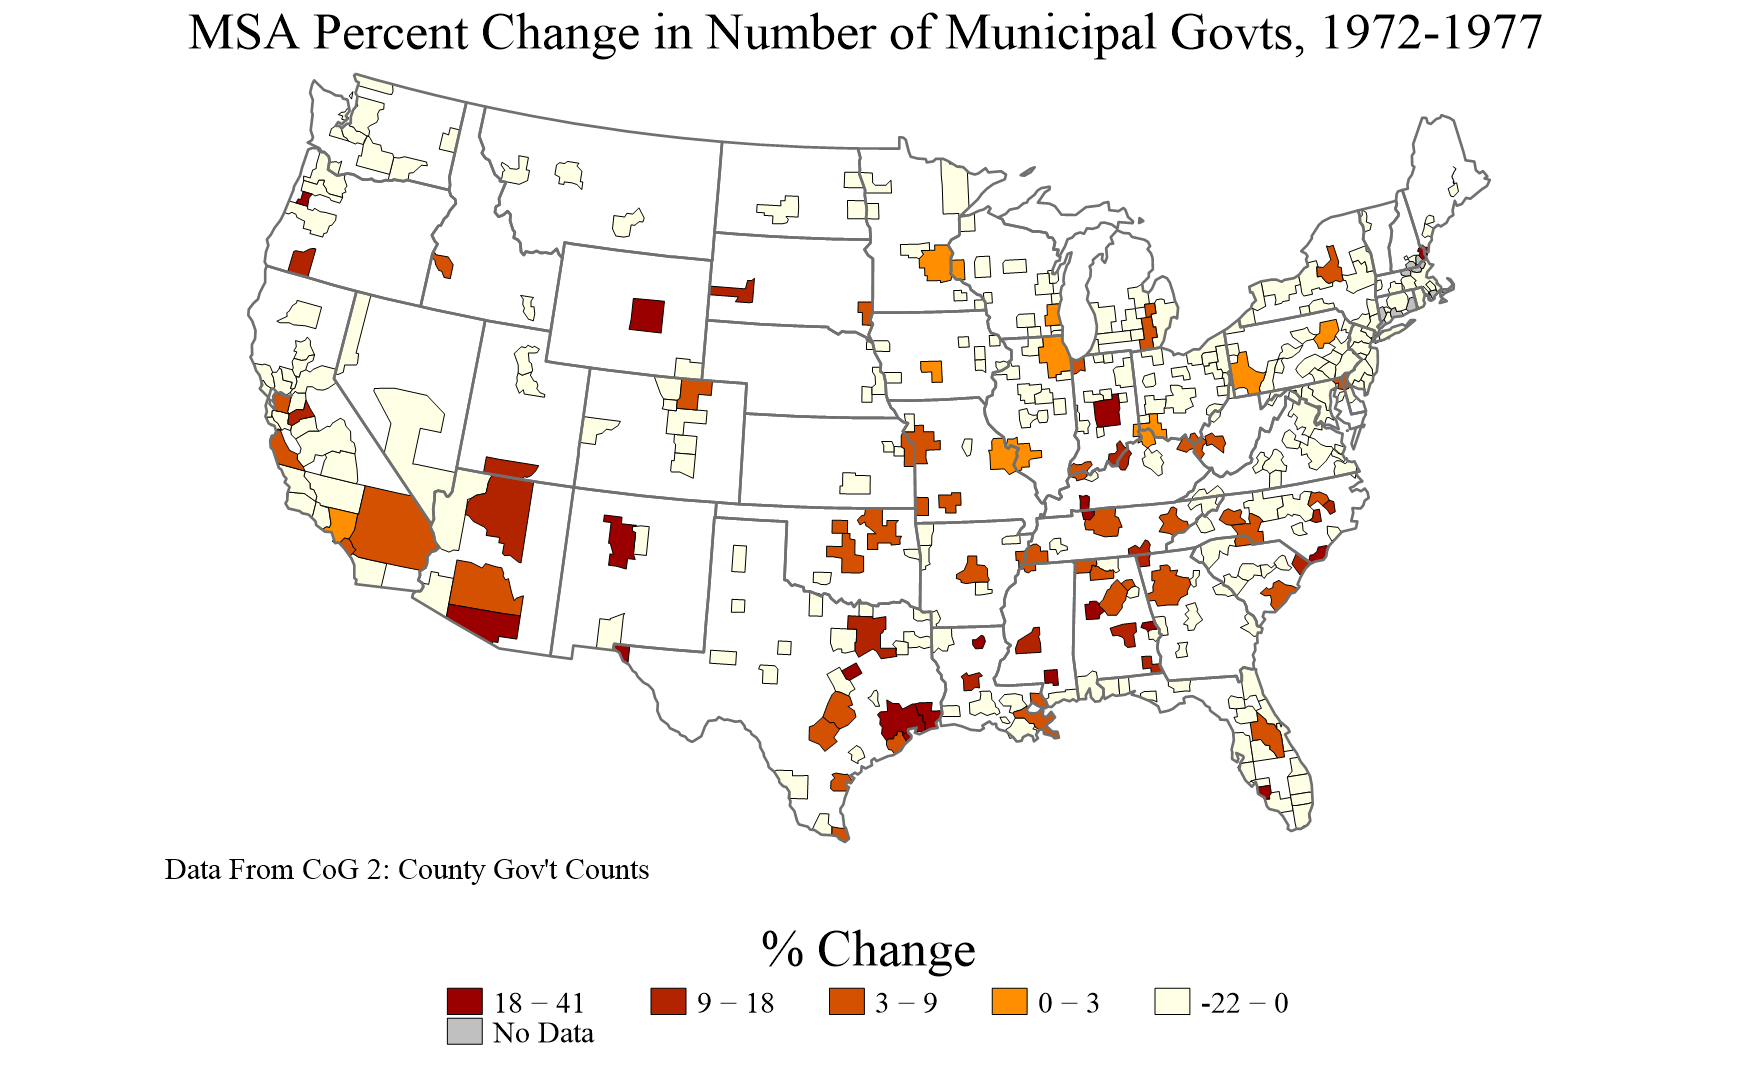 MSA Percent Change in Number of Municipal Govts, 1972-1977
Data From CoG 2: County Gov't Counts
% Change
18 – 41 9 – 18 3 – 9 0 – 3 -22 – 0
No Data